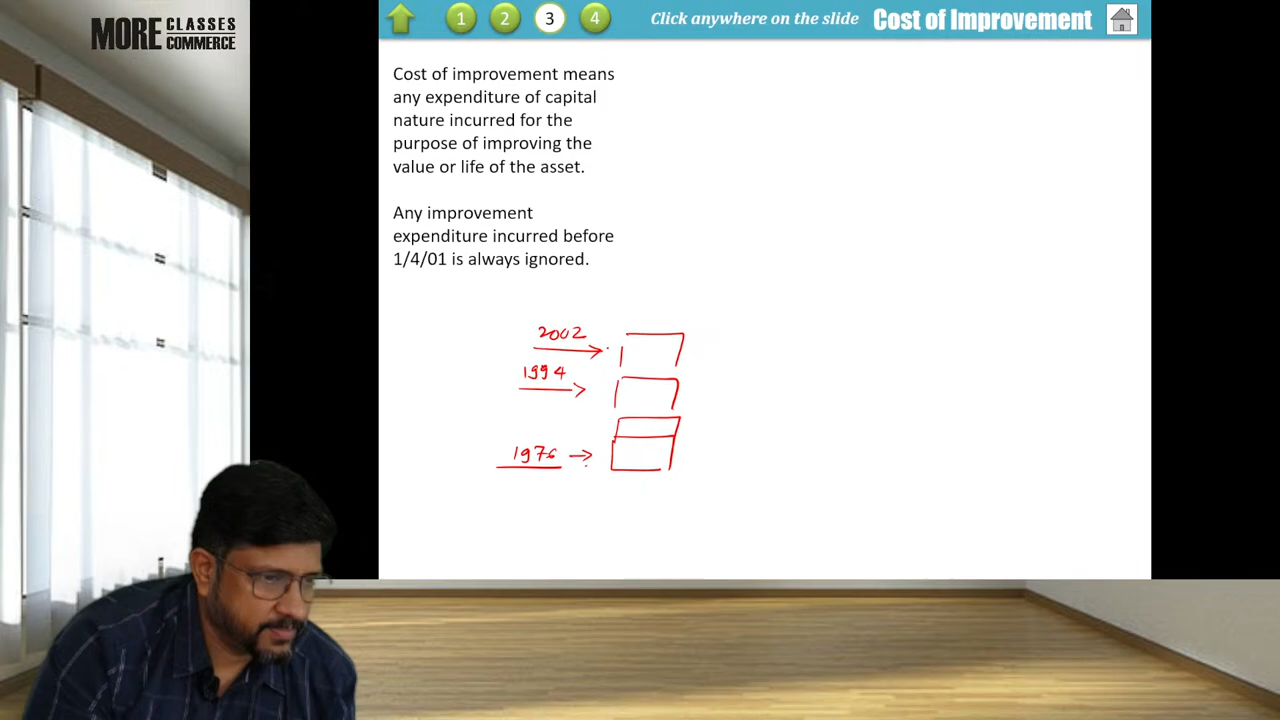 MORE CLASSES COMMERCE
1 2 3 4 Click anywhere on the slide Cost of Improvement
Cost of improvement means
any expenditure of capital
nature incurred for the
purpose of improving the
value or life of the asset.
Any improvement
expenditure incurred before
1/4/01 is always ignored.
2002
1994
1976